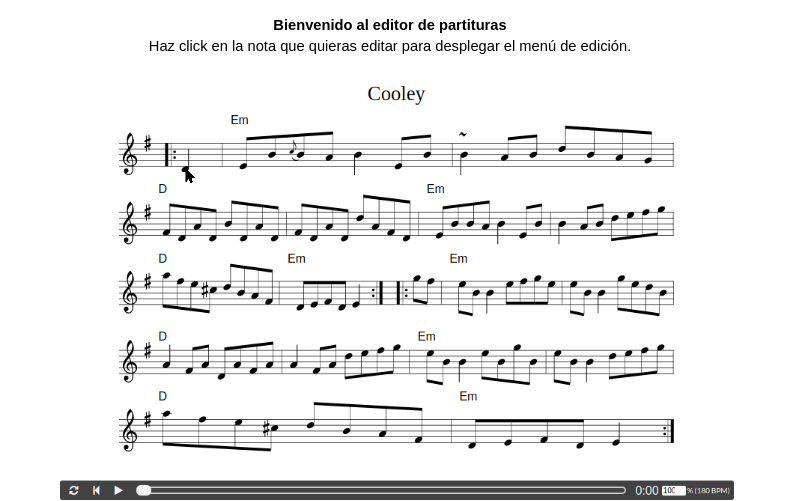 Bienvenido al editor de partituras
Haz click en la nota que quieras editar para desplegar el menú de edición.
Cooley
Em
D Em
D Em Em
D Em
D Em
0:00 100 % (180 BPM)